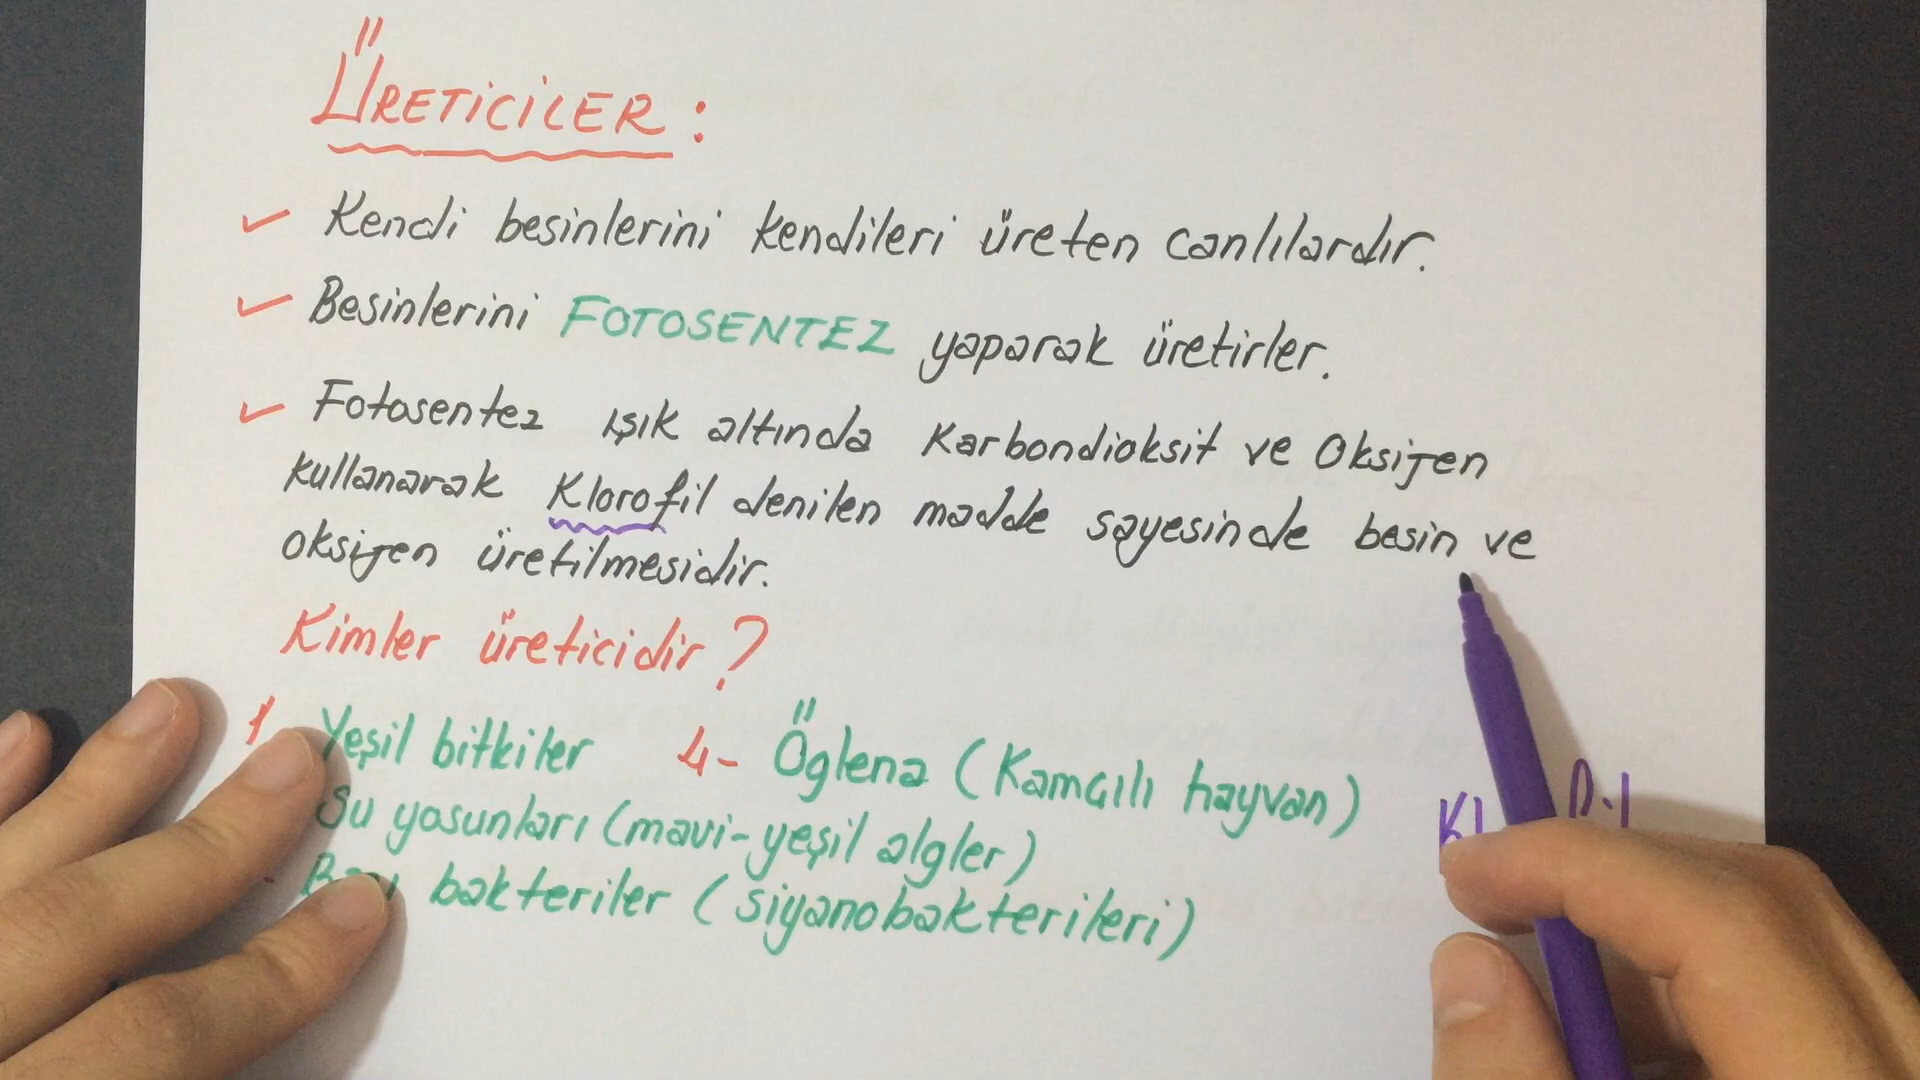 ÜRETİCİLER :
Kendi besinlerini kendileri üreten canlılardır.
Besinlerini FOTOSENTEZ yaparak üretirler.
Fotosentez ışık altında Karbondioksit ve Oksijen
kullanarak Klorofil denilen madde sayesinde besin ve
oksijen üretilmesidir.
Kimler üreticidir ?
1 Yeşil bitkiler 4- Öglena (Kamçılı hayvan)
Su yosunları (mavi-yeşil algler)
bakteriler (siyanobakterileri)